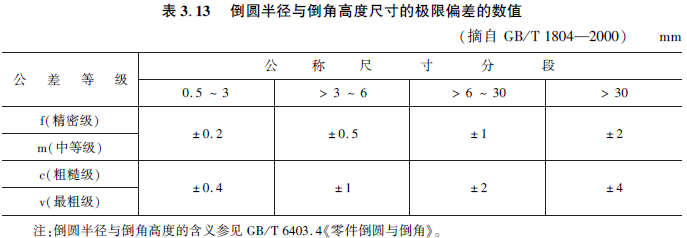 表 3.13 倒圆半径与倒角高度尺寸的极限偏差的数值
(摘自 GB/T 1804—2000) mm
公差等级 公称尺寸分段
0.5 ~ 3 > 3 ~ 6 > 6 ~ 30 > 30
f(精密级)
±0.2 ±0.5 ±1 ±2
m(中等级)
c(粗糙级)
±0.4 ±1 ±2 ±4
v(最粗级)
注:倒圆半径与倒角高度的含义参见 GB/T 6403.4《零件倒圆与倒角》。